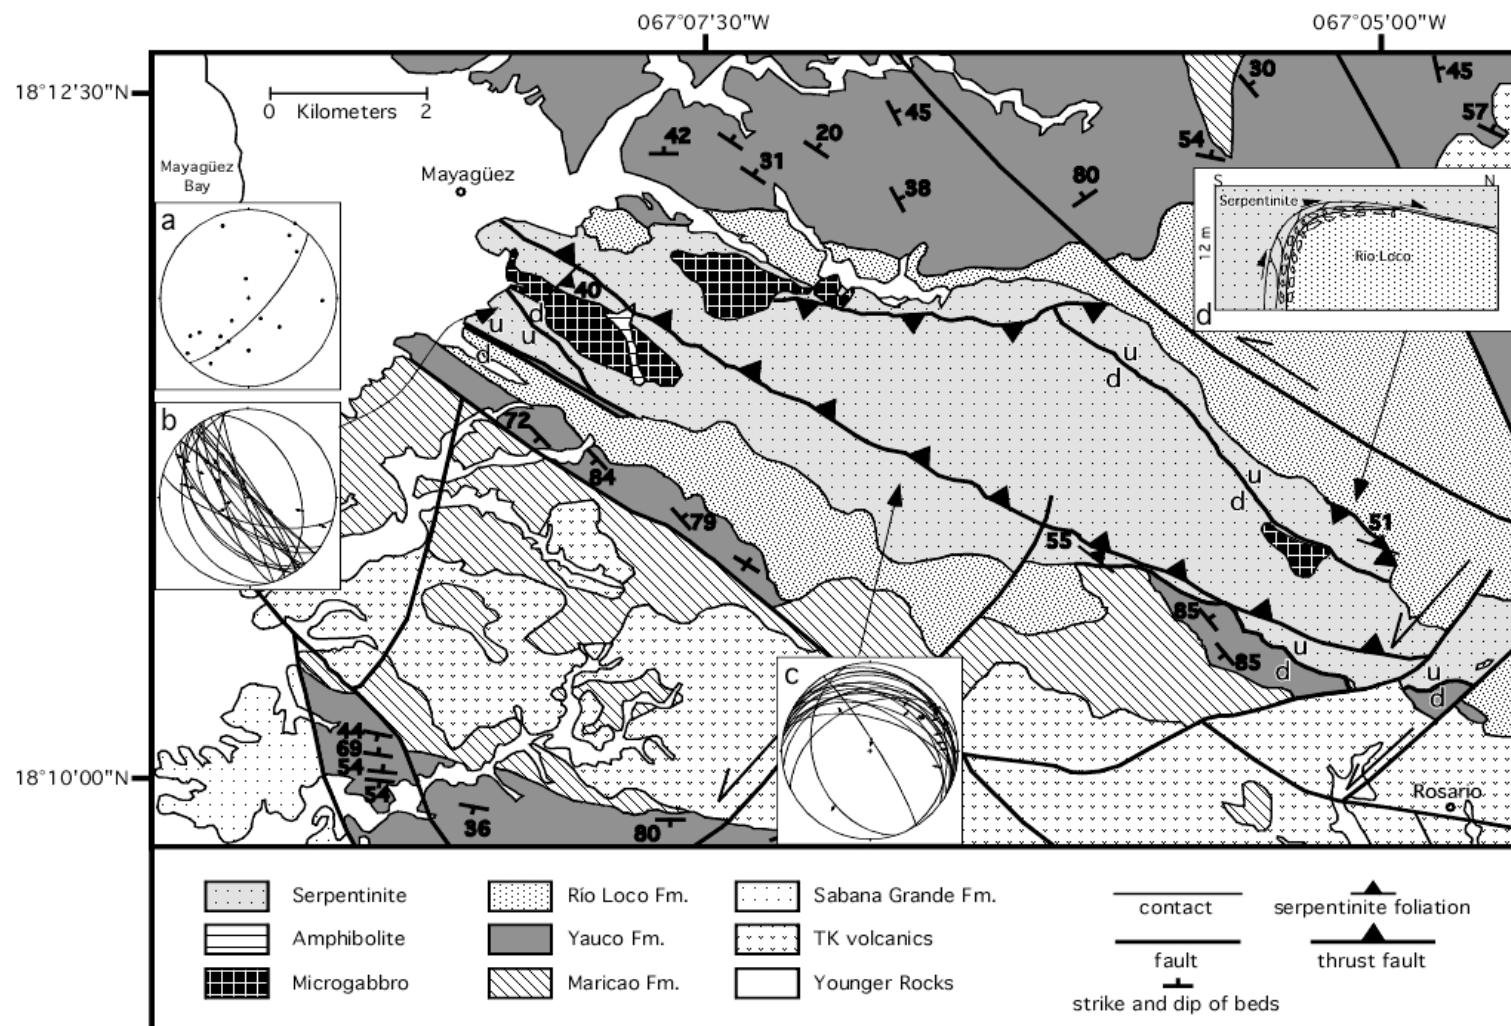 067°07'30"W 067°05'00"W
18°12'30"N
0 Kilometers 2
Mayagüez
Bay
Mayagüez
42
31
20
45
38
80
54
30
45
57
S N
Serpentinite
12 m
Río Loco
d
a
40
d
u
u
d
u
d
b
72
84
79
u
d
51
55
85
85
u
d
u
d
c
44
69
54
54
36
80
18°10'00"N
Rosario
Serpentinite Río Loco Fm. Sabana Grande Fm. contact serpentinite foliation
Amphibolite Yauco Fm. TK volcanics fault thrust fault
Microgabbro Maricao Fm. Younger Rocks strike and dip of beds